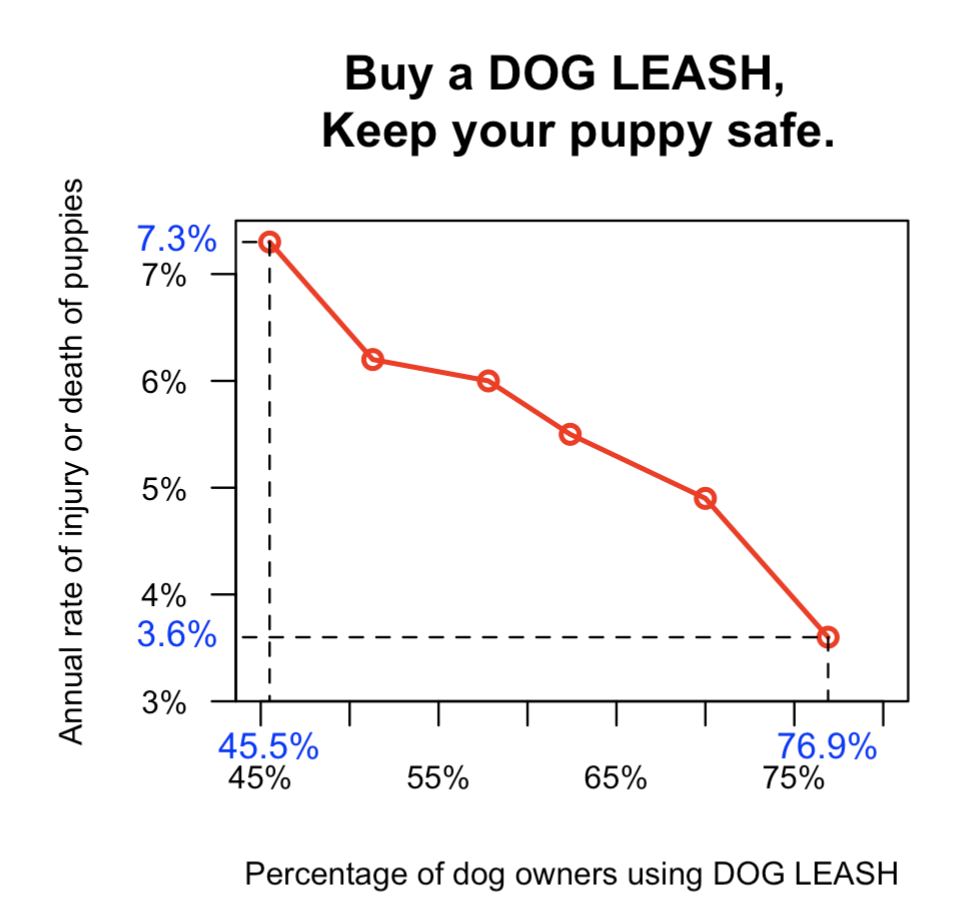 Buy a DOG LEASH,
Keep your puppy safe.
Annual rate of injury or death of puppies
7.3%
7%
6%
5%
4%
3.6%
3%
45.5% 76.9%
45% 55% 65% 75%
Percentage of dog owners using DOG LEASH